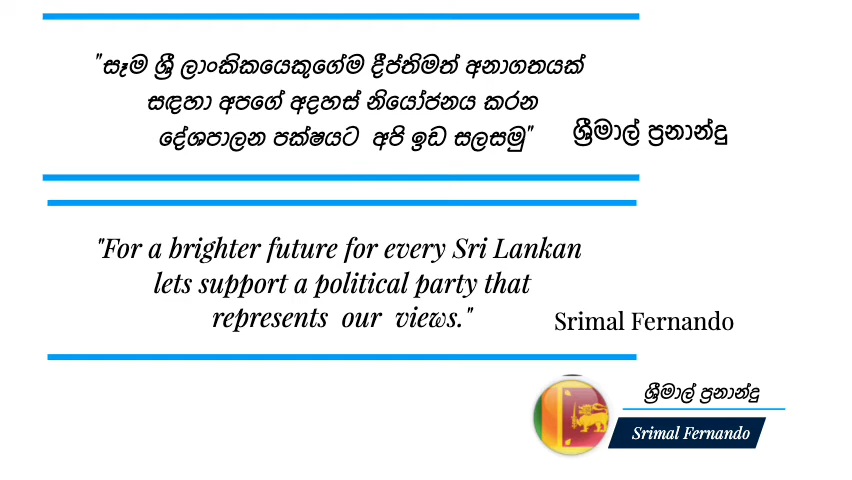 "සෑම ශ්‍රී ලාංකිකයෙකුගේම දීප්තිමත් අනාගතයක්
සඳහා අපගේ අදහස් නියෝජනය කරන
දේශපාලන පක්ෂයට අපි ඉඩ සලසමු"
ශ්‍රීමාල් ප්‍රනාන්දු
"For a brighter future for every Sri Lankan
lets support a political party that
represents our views."
Srimal Fernando
ශ්‍රීමාල් ප්‍රනාන්දු
Srimal Fernando